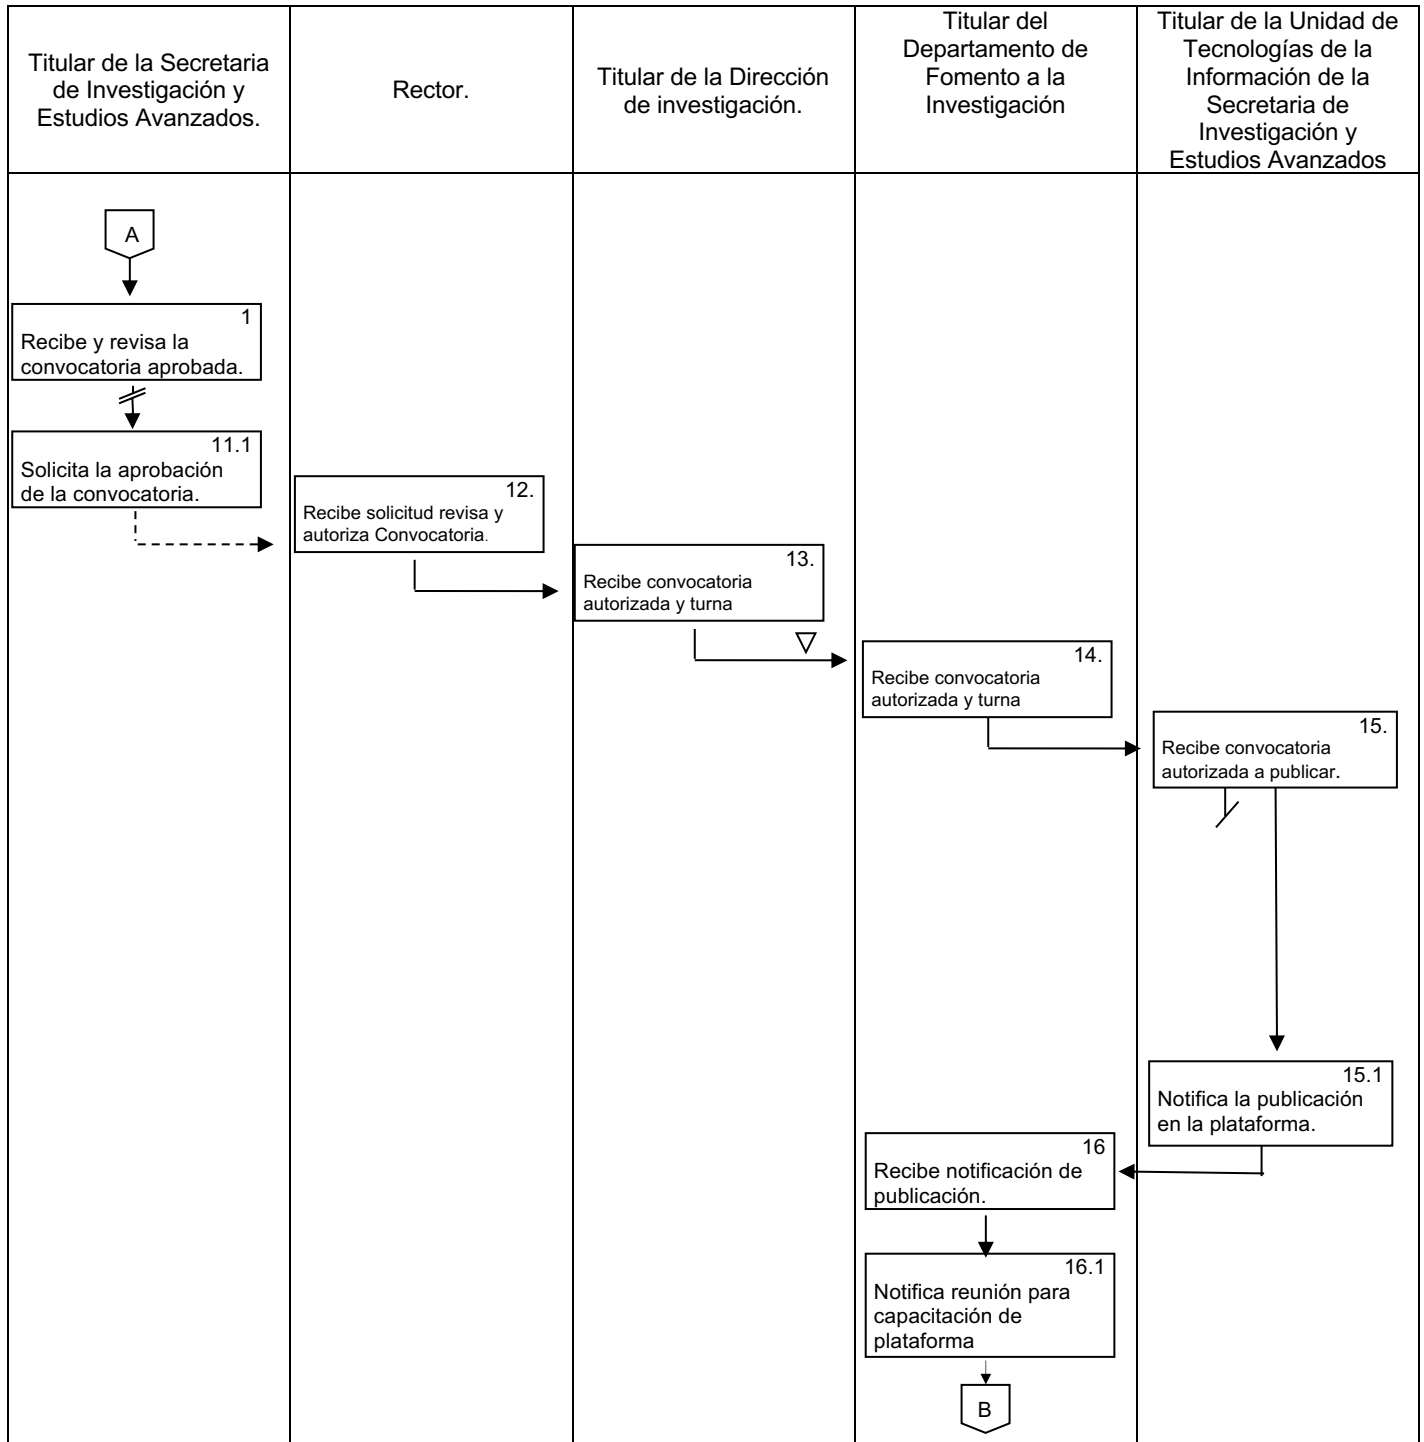 Titular de la Secretaria
de Investigación y
Estudios Avanzados.
Rector.
Titular de la Dirección
de investigación.
Titular del
Departamento de
Fomento a la
Investigación
Titular de la Unidad de
Tecnologías de la
Información de la
Secretaria de
Investigación y
Estudios Avanzados
A
1
Recibe y revisa la
convocatoria aprobada.
11.1
Solicita la aprobación
de la convocatoria.
12.
Recibe solicitud revisa y
autoriza Convocatoria.
13.
Recibe convocatoria
autorizada y turna
14.
Recibe convocatoria
autorizada y turna
15.
Recibe convocatoria
autorizada a publicar.
15.1
Notifica la publicación
en la plataforma.
16
Recibe notificación de
publicación.
16.1
Notifica reunión para
capacitación de
plataforma
B